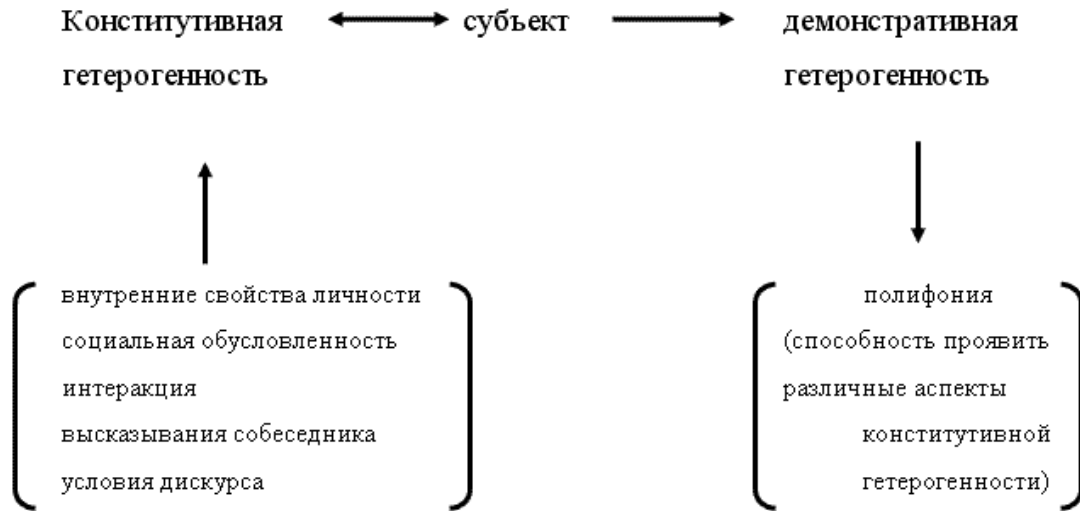 Конститутивная гетерогенность
субъект
демонстративная гетерогенность
внутренние свойства личности
социальная обусловленность
интеракция
высказывания собеседника
условия дискурса
полифония
(способность проявить
различные аспекты
конститутивной
гетерогенности)